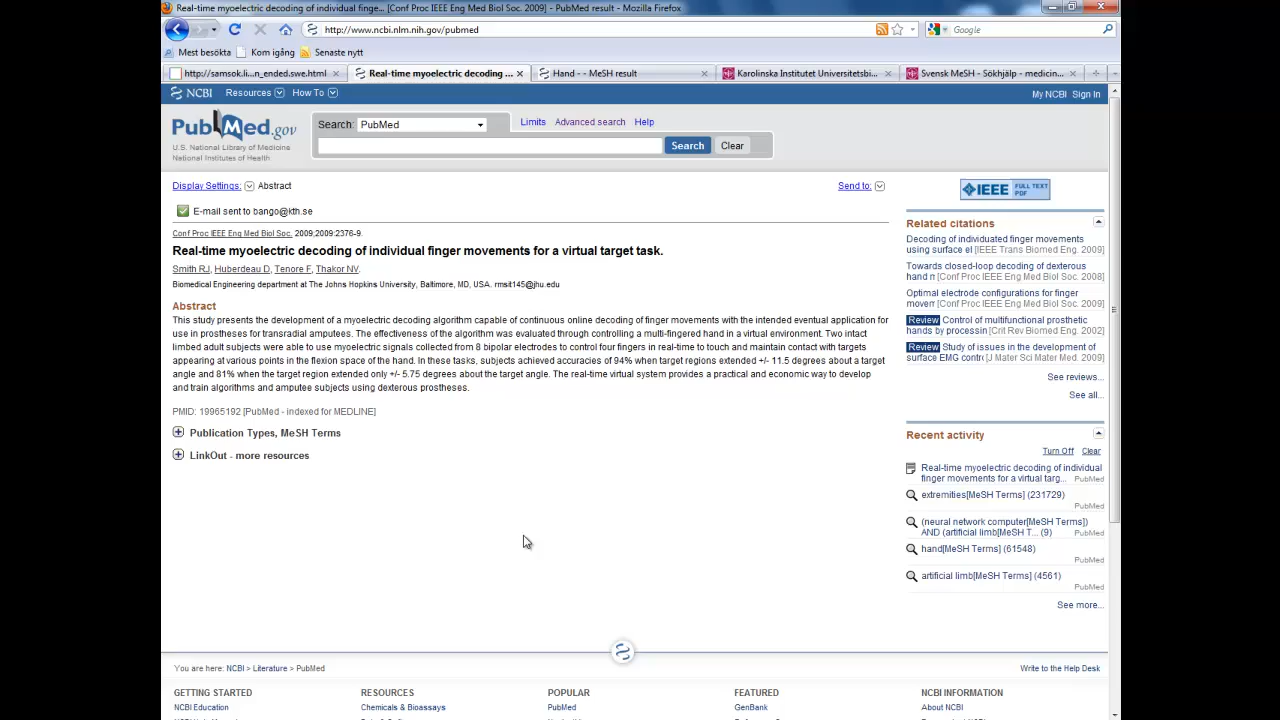 Real-time myoelectric decoding of individual finge... [Conf Proc IEEE Eng Med Biol Soc. 2009] - PubMed result - Mozilla Firefox
http://www.ncbi.nlm.nih.gov/pubmed
Google
Mest besökta Kom igång Senaste nytt
http://samsok.li...n_ended.swe.html Real-time myoelectric decoding ... Hand - - MeSH result Karolinska Institutet Universitetsbi... Svensk MeSH - Sökhjälp - medicin...
NCBI Resources How To My NCBI Sign In
PubMed.gov
U.S. National Library of Medicine
National Institutes of Health
Search: PubMed Limits Advanced search Help
Search Clear
Display Settings: Abstract Send to:
E-mail sent to bango@kth.se
Conf Proc IEEE Eng Med Biol Soc. 2009;2009:2376-9.
Real-time myoelectric decoding of individual finger movements for a virtual target task.
Smith RJ, Huberdeau D, Tenore F, Thakor NV.
Biomedical Engineering department at The Johns Hopkins University, Baltimore, MD, USA. rmsit145@jhu.edu
Abstract
This study presents the development of a myoelectric decoding algorithm capable of continuous online decoding of finger movements with the intended eventual application for
use in prostheses for transradial amputees. The effectiveness of the algorithm was evaluated through controlling a multi-fingered hand in a virtual environment. Two intact
limbed adult subjects were able to use myoelectric signals collected from 8 bipolar electrodes to control four fingers in real-time to touch and maintain contact with targets
appearing at various points in the flexion space of the hand. In these tasks, subjects achieved accuracies of 94% when target regions extended +/- 11.5 degrees about a target
angle and 81% when the target region extended only +/- 5.75 degrees about the target angle. The real-time virtual system provides a practical and economic way to develop
and train algorithms and amputee subjects using dexterous prostheses.
PMID: 19965192 [PubMed - indexed for MEDLINE]
Publication Types, MeSH Terms
LinkOut - more resources
IEEE FULL TEXT PDF
Related citations
Decoding of individuated finger movements
using surface el [IEEE Trans Biomed Eng. 2009]
Towards closed-loop decoding of dexterous
hand m [Conf Proc IEEE Eng Med Biol Soc. 2008]
Optimal electrode configurations for finger
movem [Conf Proc IEEE Eng Med Biol Soc. 2009]
Review Control of multifunctional prosthetic
hands by processin [Crit Rev Biomed Eng. 2002]
Review Study of issues in the development of
surface EMG contro [J Mater Sci Mater Med. 2009]
See reviews...
See all...
Recent activity
Turn Off Clear
Real-time myoelectric decoding of individual
finger movements for a virtual targ... PubMed
extremities[MeSH Terms] (231729)
PubMed
(neural network computer[MeSH Terms])
AND (artificial limb[MeSH T... (9) PubMed
hand[MeSH Terms] (61548)
PubMed
artificial limb[MeSH Terms] (4561)
PubMed
See more...
You are here: NCBI > Literature > PubMed Write to the Help Desk
GETTING STARTED RESOURCES POPULAR FEATURED NCBI INFORMATION
NCBI Education Chemicals & Bioassays PubMed GenBank About NCBI